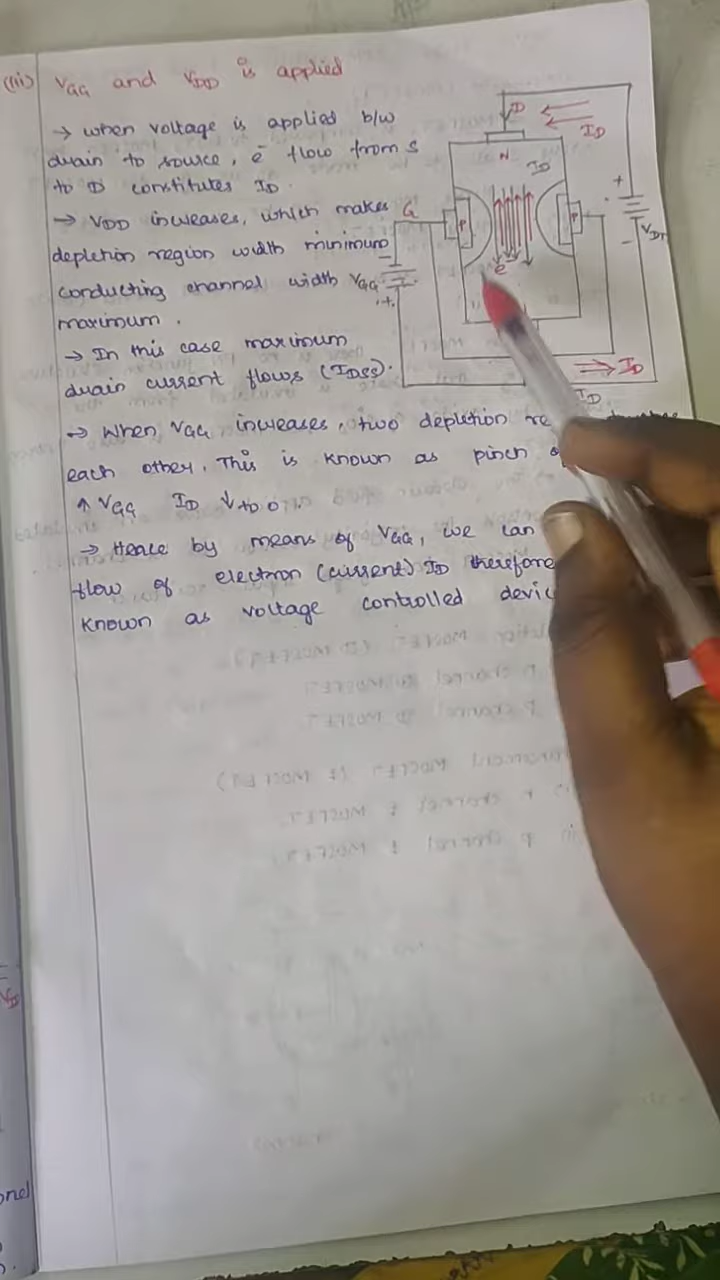 (iii) VGG and VDD is applied
→ when voltage is applied b/w
drain to source, e⁻ flow from S
to D constitutes ID.
→ VDD increases, which makes
depletion region width minimum
conducting channel width
maximum.
→ In this case maximum
drain current flows (IDSS).
→ When VGG increases, two depletion
each other. This is known as pinch
↑ VGG ID ↓ to 0.
→ Hence by means of VGG, we can
flow of electron (current) ID therefore
known as voltage controlled
D
ID
N
ID
G
P
P
+
-
VDD
-
VGG
+
e⁻
ID
ID